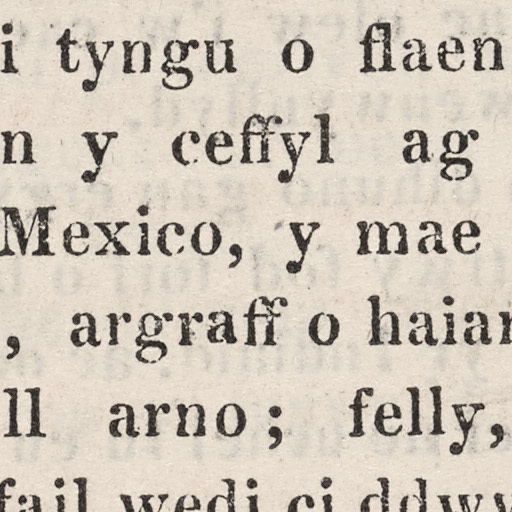 i tyngu o flaen
n y ceffyl ag
Mexico, y mae
, argraff o haiar
ll arno; felly,
fail wedi ei ddwy